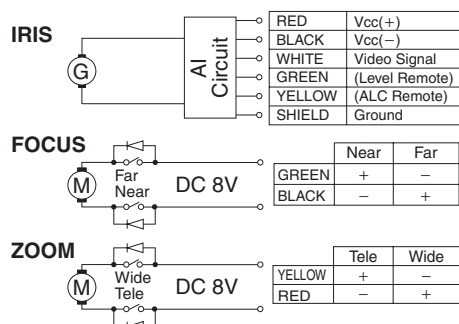 IRIS
G
AI Circuit
RED Vcc(+)
BLACK Vcc(−)
WHITE Video Signal
GREEN (Level Remote)
YELLOW (ALC Remote)
SHIELD Ground
FOCUS
M
Far
Near
DC 8V
Near Far
GREEN + −
BLACK − +
ZOOM
M
Wide
Tele
DC 8V
Tele Wide
YELLOW + −
RED − +